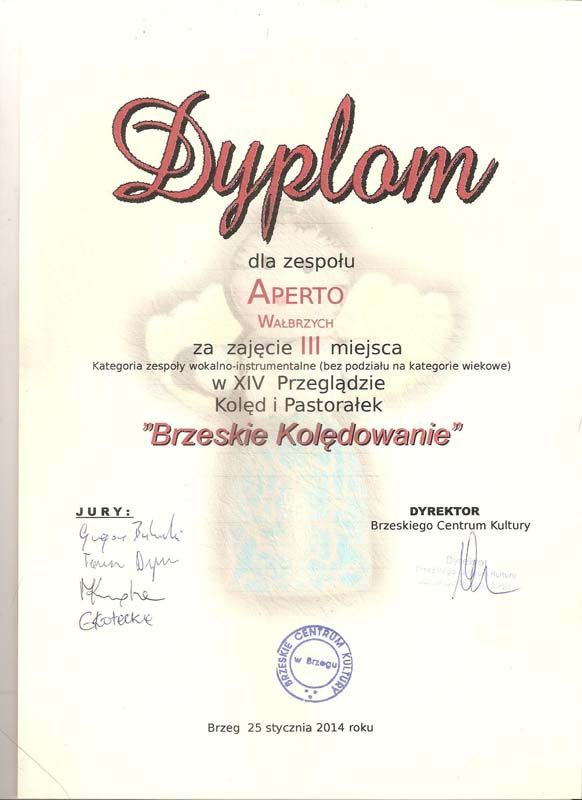 Dyplom
dla zespołu
APERTO
WAŁBRZYCH
za zajęcie III miejsca
Kategoria zespoły wokalno-instrumentalne (bez podziału na kategorie wiekowe)
w XIV Przeglądzie
Kolęd i Pastorałek
"Brzeskie Kolędowanie"
JURY:
DYREKTOR
Brzeskiego Centrum Kultury
Dyrektor
BRZESKIE CENTRUM KULTURY
w Brzegu
Brzeg 25 stycznia 2014 roku